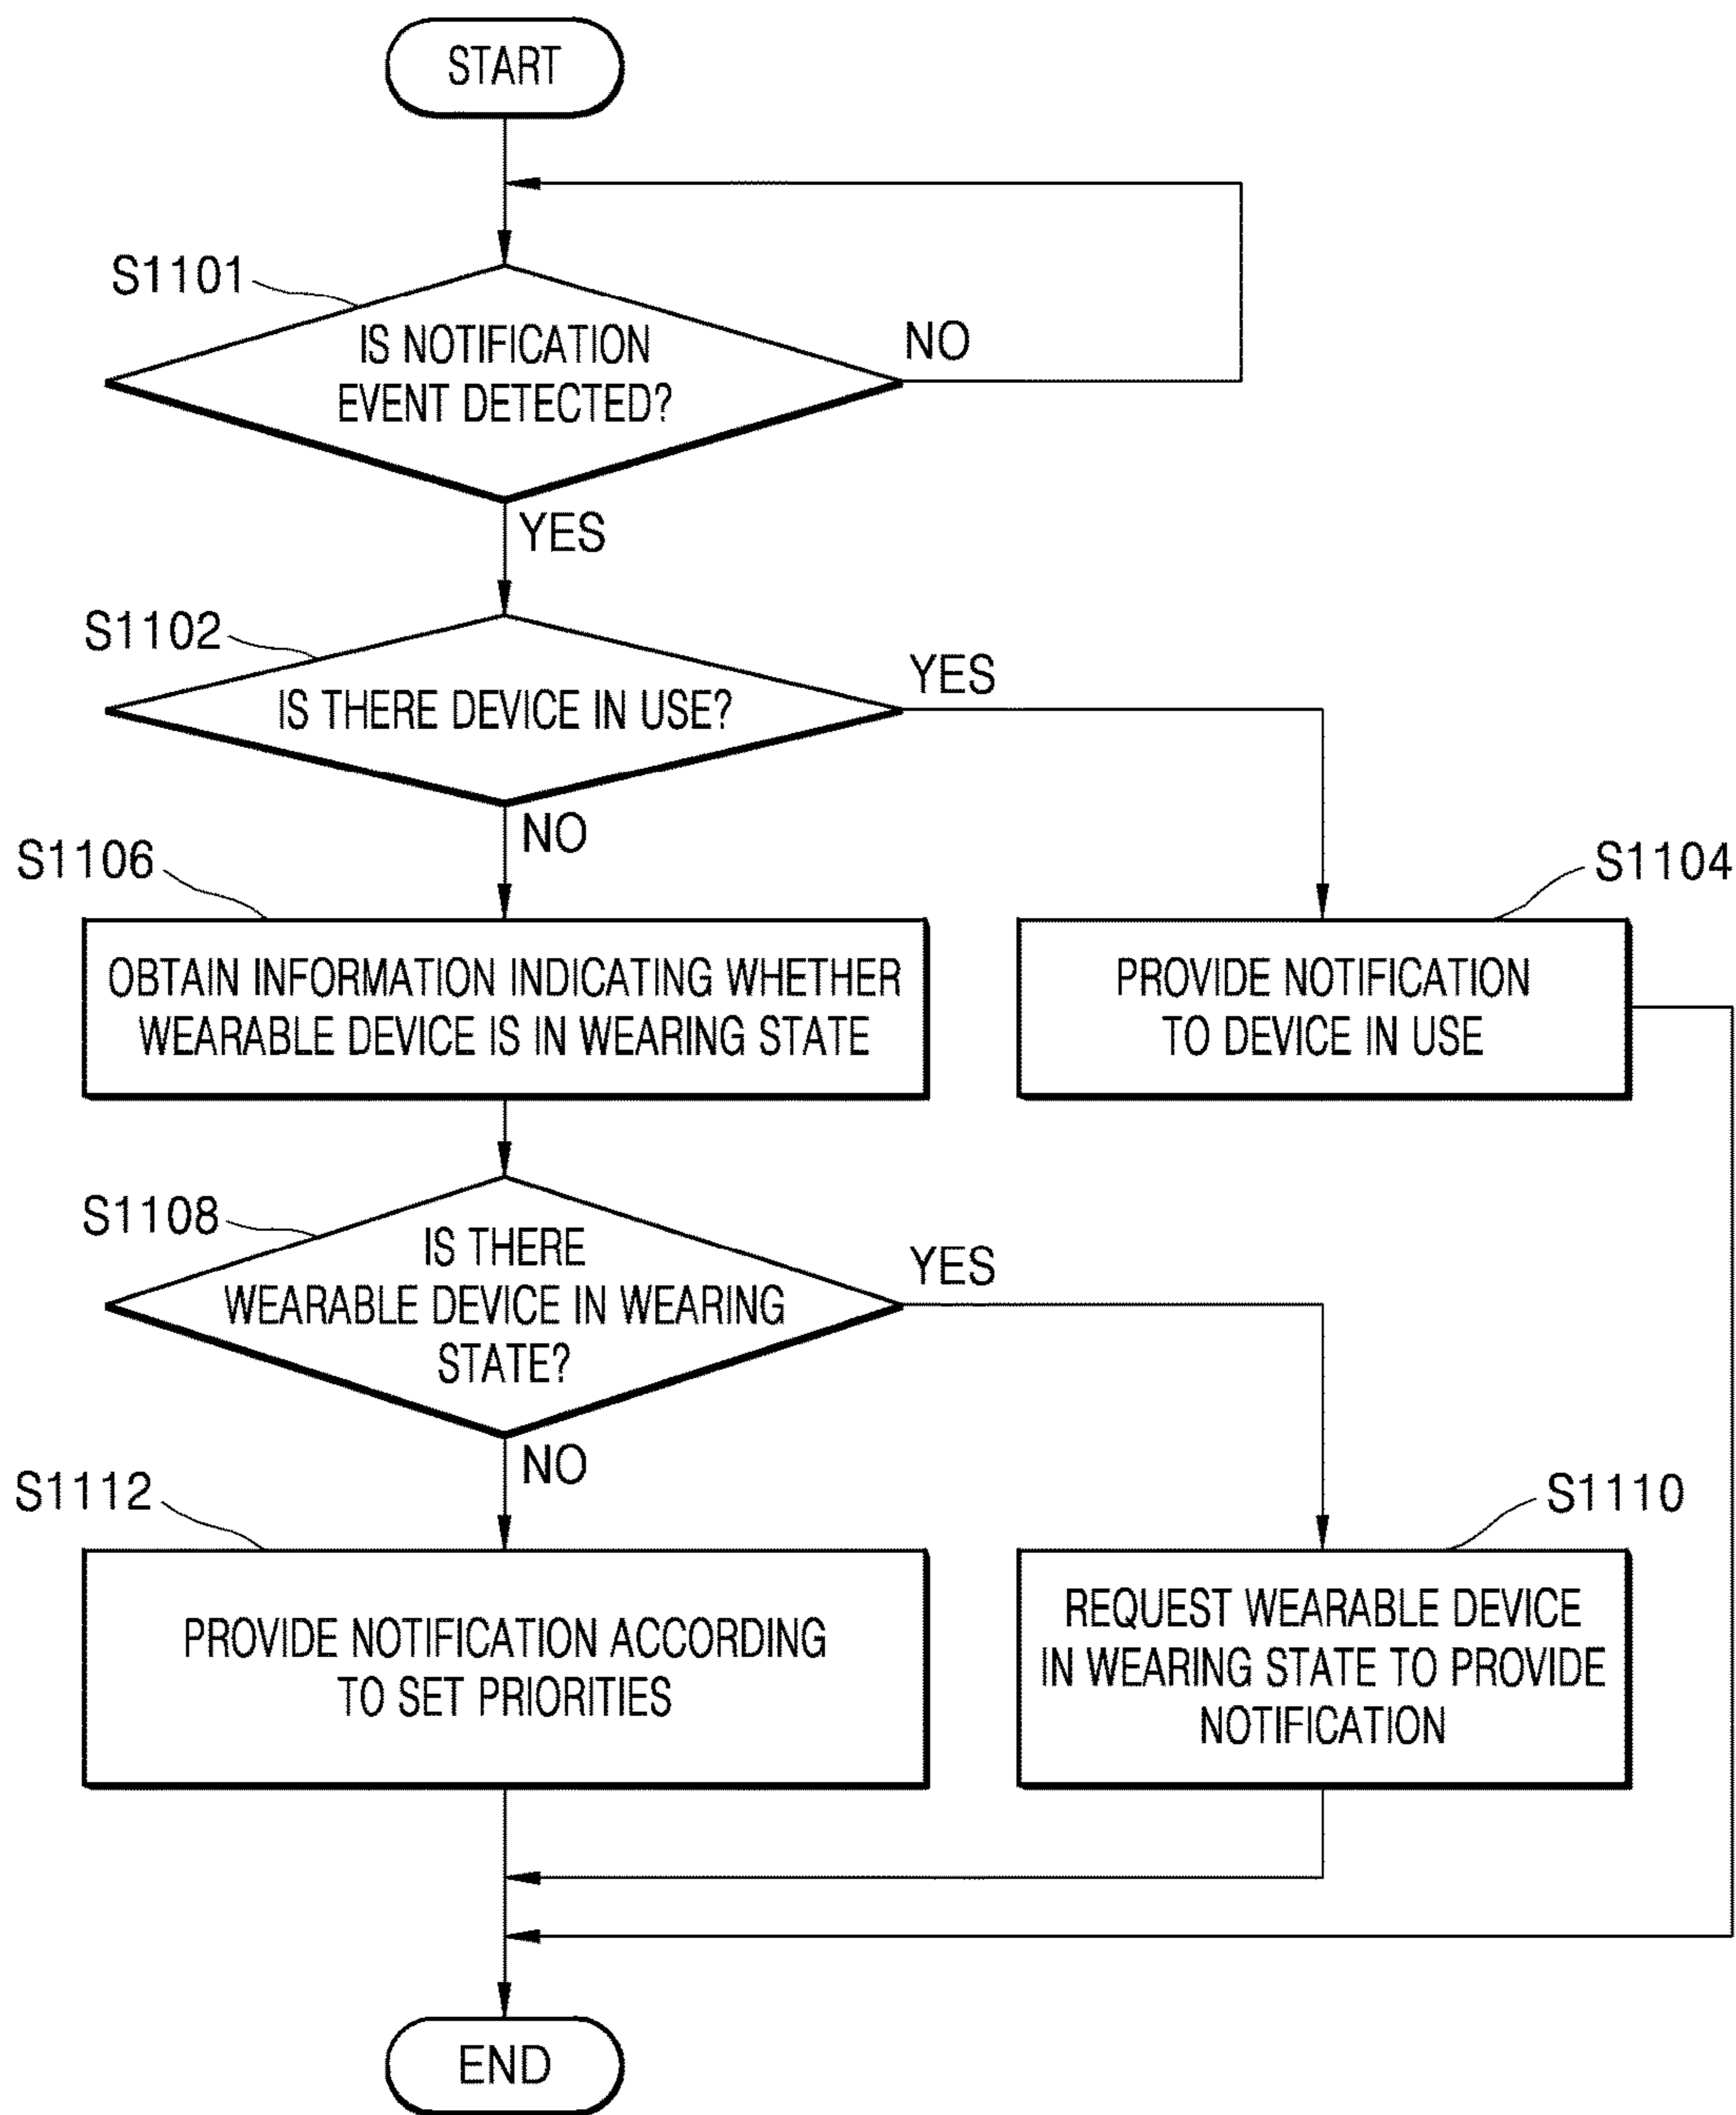 START
S1101
IS NOTIFICATION
EVENT DETECTED?
NO
YES
S1102
IS THERE DEVICE IN USE?
YES
NO
S1106
OBTAIN INFORMATION INDICATING WHETHER
WEARABLE DEVICE IS IN WEARING STATE
S1104
PROVIDE NOTIFICATION
TO DEVICE IN USE
S1108
IS THERE
WEARABLE DEVICE IN WEARING
STATE?
YES
NO
S1112
PROVIDE NOTIFICATION ACCORDING
TO SET PRIORITIES
S1110
REQUEST WEARABLE DEVICE
IN WEARING STATE TO PROVIDE
NOTIFICATION
END